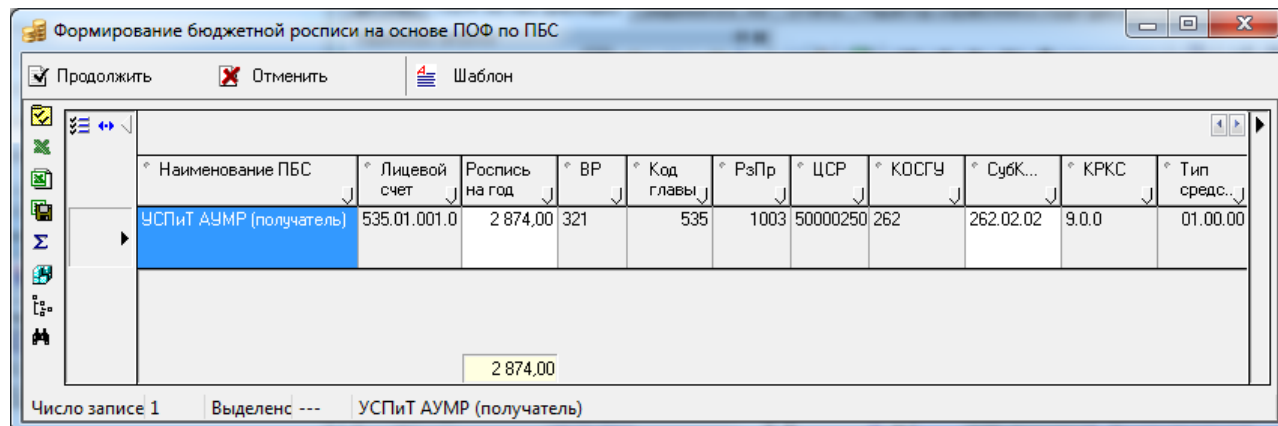 Формирование бюджетной росписи на основе ПОФ по ПБС
Продолжить Отменить Шаблон
Наименование ПБС Лицевой счет Роспись на год ВР Код главы РзПр ЦСР КОСГУ СубК... КРКС Тип средс...
УСПиТ АУМР (получатель) 535.01.001.0 2 874,00 321 535 1003 50000250 262 262.02.02 9.0.0 01.00.00
2 874,00
Число записе 1 Выделенс --- УСПиТ АУМР (получатель)